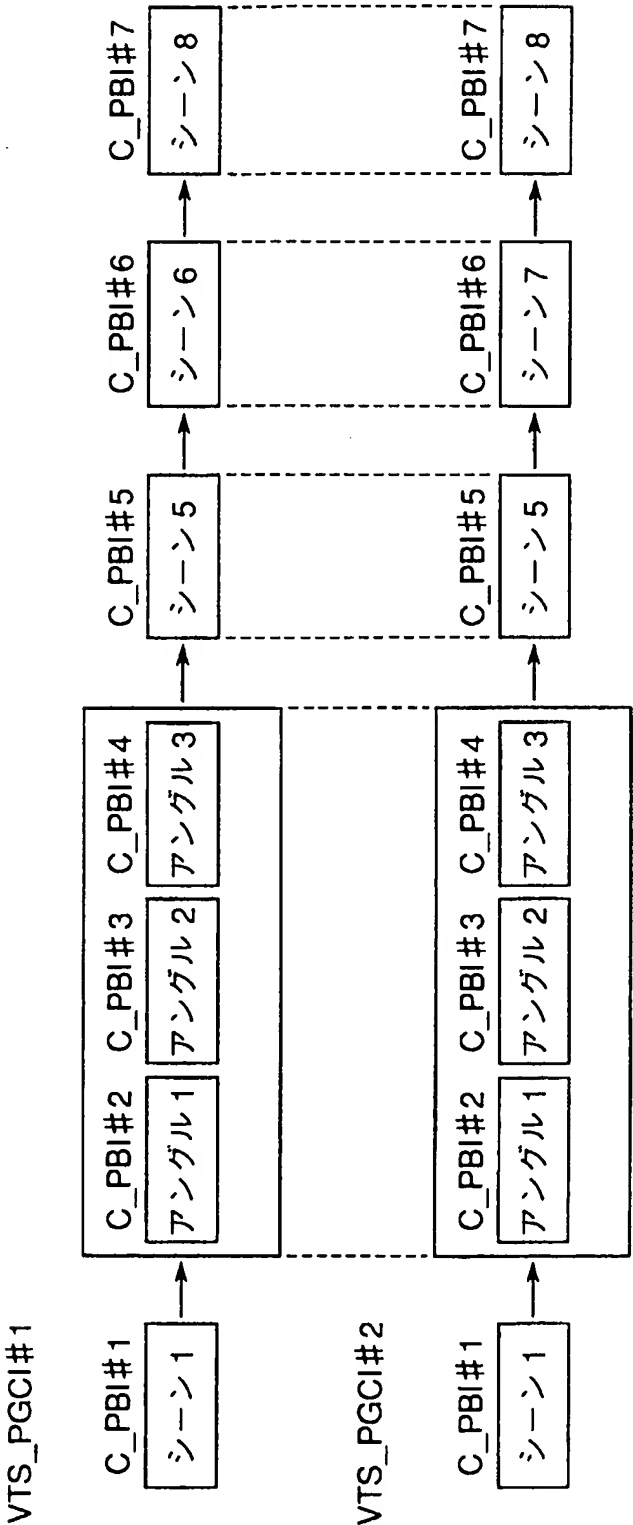 VTS_PGCI#1
C_PBI#1
シーン1
C_PBI#2
アングル1
C_PBI#3
アングル2
C_PBI#4
アングル3
C_PBI#5
シーン5
C_PBI#6
シーン6
C_PBI#7
シーン8
VTS_PGCI#2
C_PBI#1
シーン1
C_PBI#2
アングル1
C_PBI#3
アングル2
C_PBI#4
アングル3
C_PBI#5
シーン5
C_PBI#6
シーン7
C_PBI#7
シーン8